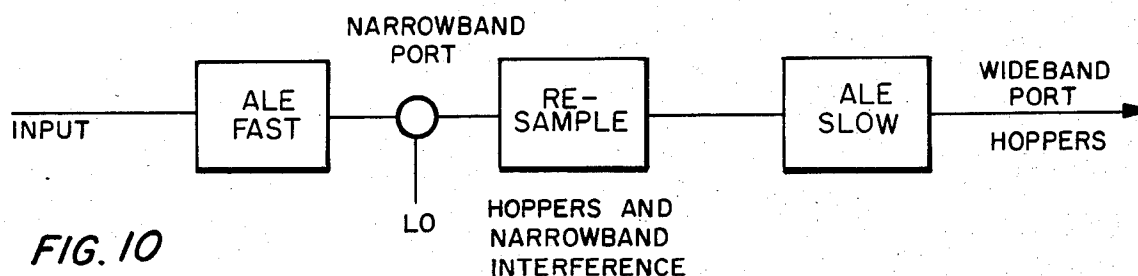 NARROWBAND
PORT
INPUT
ALE
FAST
LO
RE-
SAMPLE
HOPPERS AND
NARROWBAND
INTERFERENCE
ALE
SLOW
WIDEBAND
PORT
HOPPERS
FIG. 10